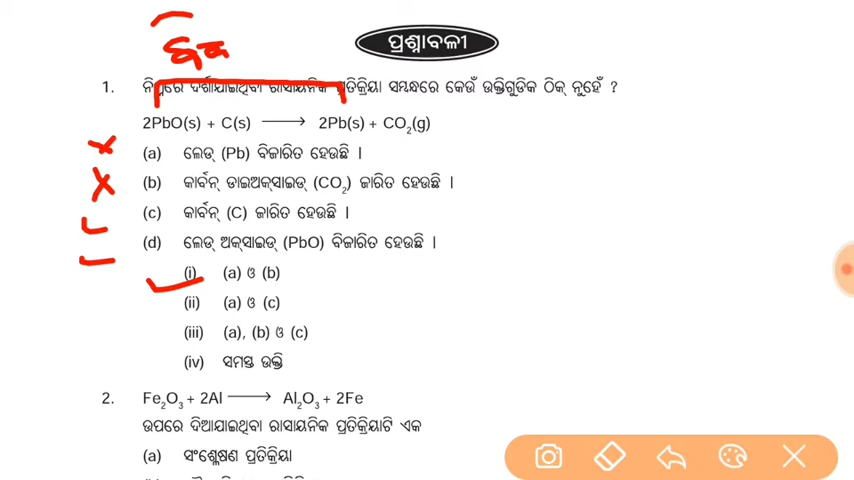 ପ୍ରଶ୍ନାବଳୀ
1. ନିମ୍ନରେ ଦର୍ଶାଯାଇଥିବା ରାସାୟନିକ ପ୍ରତିକ୍ରିୟା ସମ୍ବନ୍ଧରେ କେଉଁ ଉକ୍ତିଗୁଡିକ ଠିକ୍ ନୁହେଁ ?
2PbO(s) + C(s) ⟶ 2Pb(s) + CO₂(g)
(a) ଲେଡ୍ (Pb) ବିଜାରିତ ହେଉଛି ।
(b) କାର୍ବନ୍ ଡାଇଅକ୍‌ସାଇଡ୍ (CO₂) ଜାରିତ ହେଉଛି ।
(c) କାର୍ବନ୍ (C) ଜାରିତ ହେଉଛି ।
(d) ଲେଡ୍ ଅକ୍‌ସାଇଡ୍ (PbO) ବିଜାରିତ ହେଉଛି ।
(i) (a) ଓ (b)
(ii) (a) ଓ (c)
(iii) (a), (b) ଓ (c)
(iv) ସମସ୍ତ ଉକ୍ତି
2. Fe₂O₃ + 2Al ⟶ Al₂O₃ + 2Fe
ଉପରେ ଦିଆଯାଇଥିବା ରାସାୟନିକ ପ୍ରତିକ୍ରିୟାଟି ଏକ
(a) ସଂଶ୍ଳେଷଣ ପ୍ରତିକ୍ରିୟା